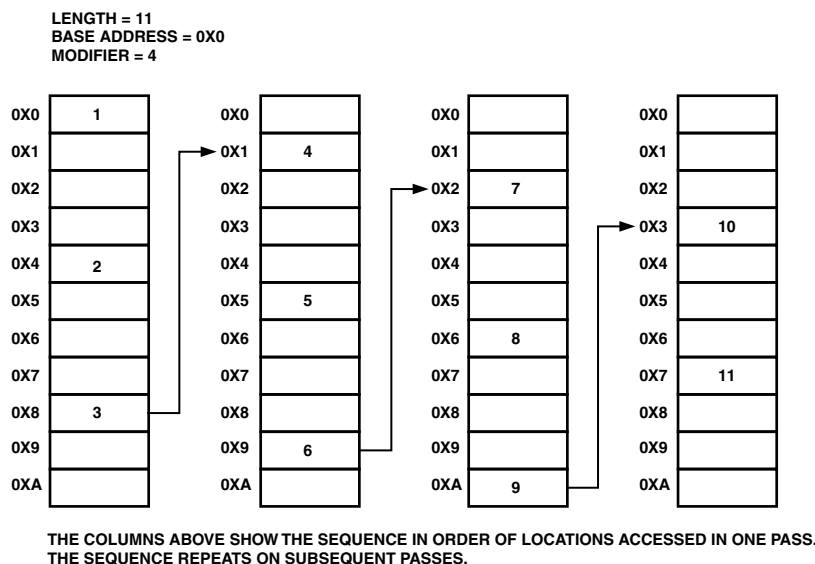 LENGTH = 11
BASE ADDRESS = 0X0
MODIFIER = 4
0X0 1 0X0 0X0 0X0
0X1 0X1 4 0X1 0X1
0X2 0X2 0X2 7 0X2
0X3 0X3 0X3 0X3 10
0X4 2 0X4 0X4 0X4
0X5 0X5 5 0X5 0X5
0X6 0X6 0X6 8 0X6
0X7 0X7 0X7 0X7 11
0X8 3 0X8 0X8 0X8
0X9 0X9 6 0X9 0X9
0XA 0XA 0XA 9 0XA
THE COLUMNS ABOVE SHOW THE SEQUENCE IN ORDER OF LOCATIONS ACCESSED IN ONE PASS.
THE SEQUENCE REPEATS ON SUBSEQUENT PASSES.